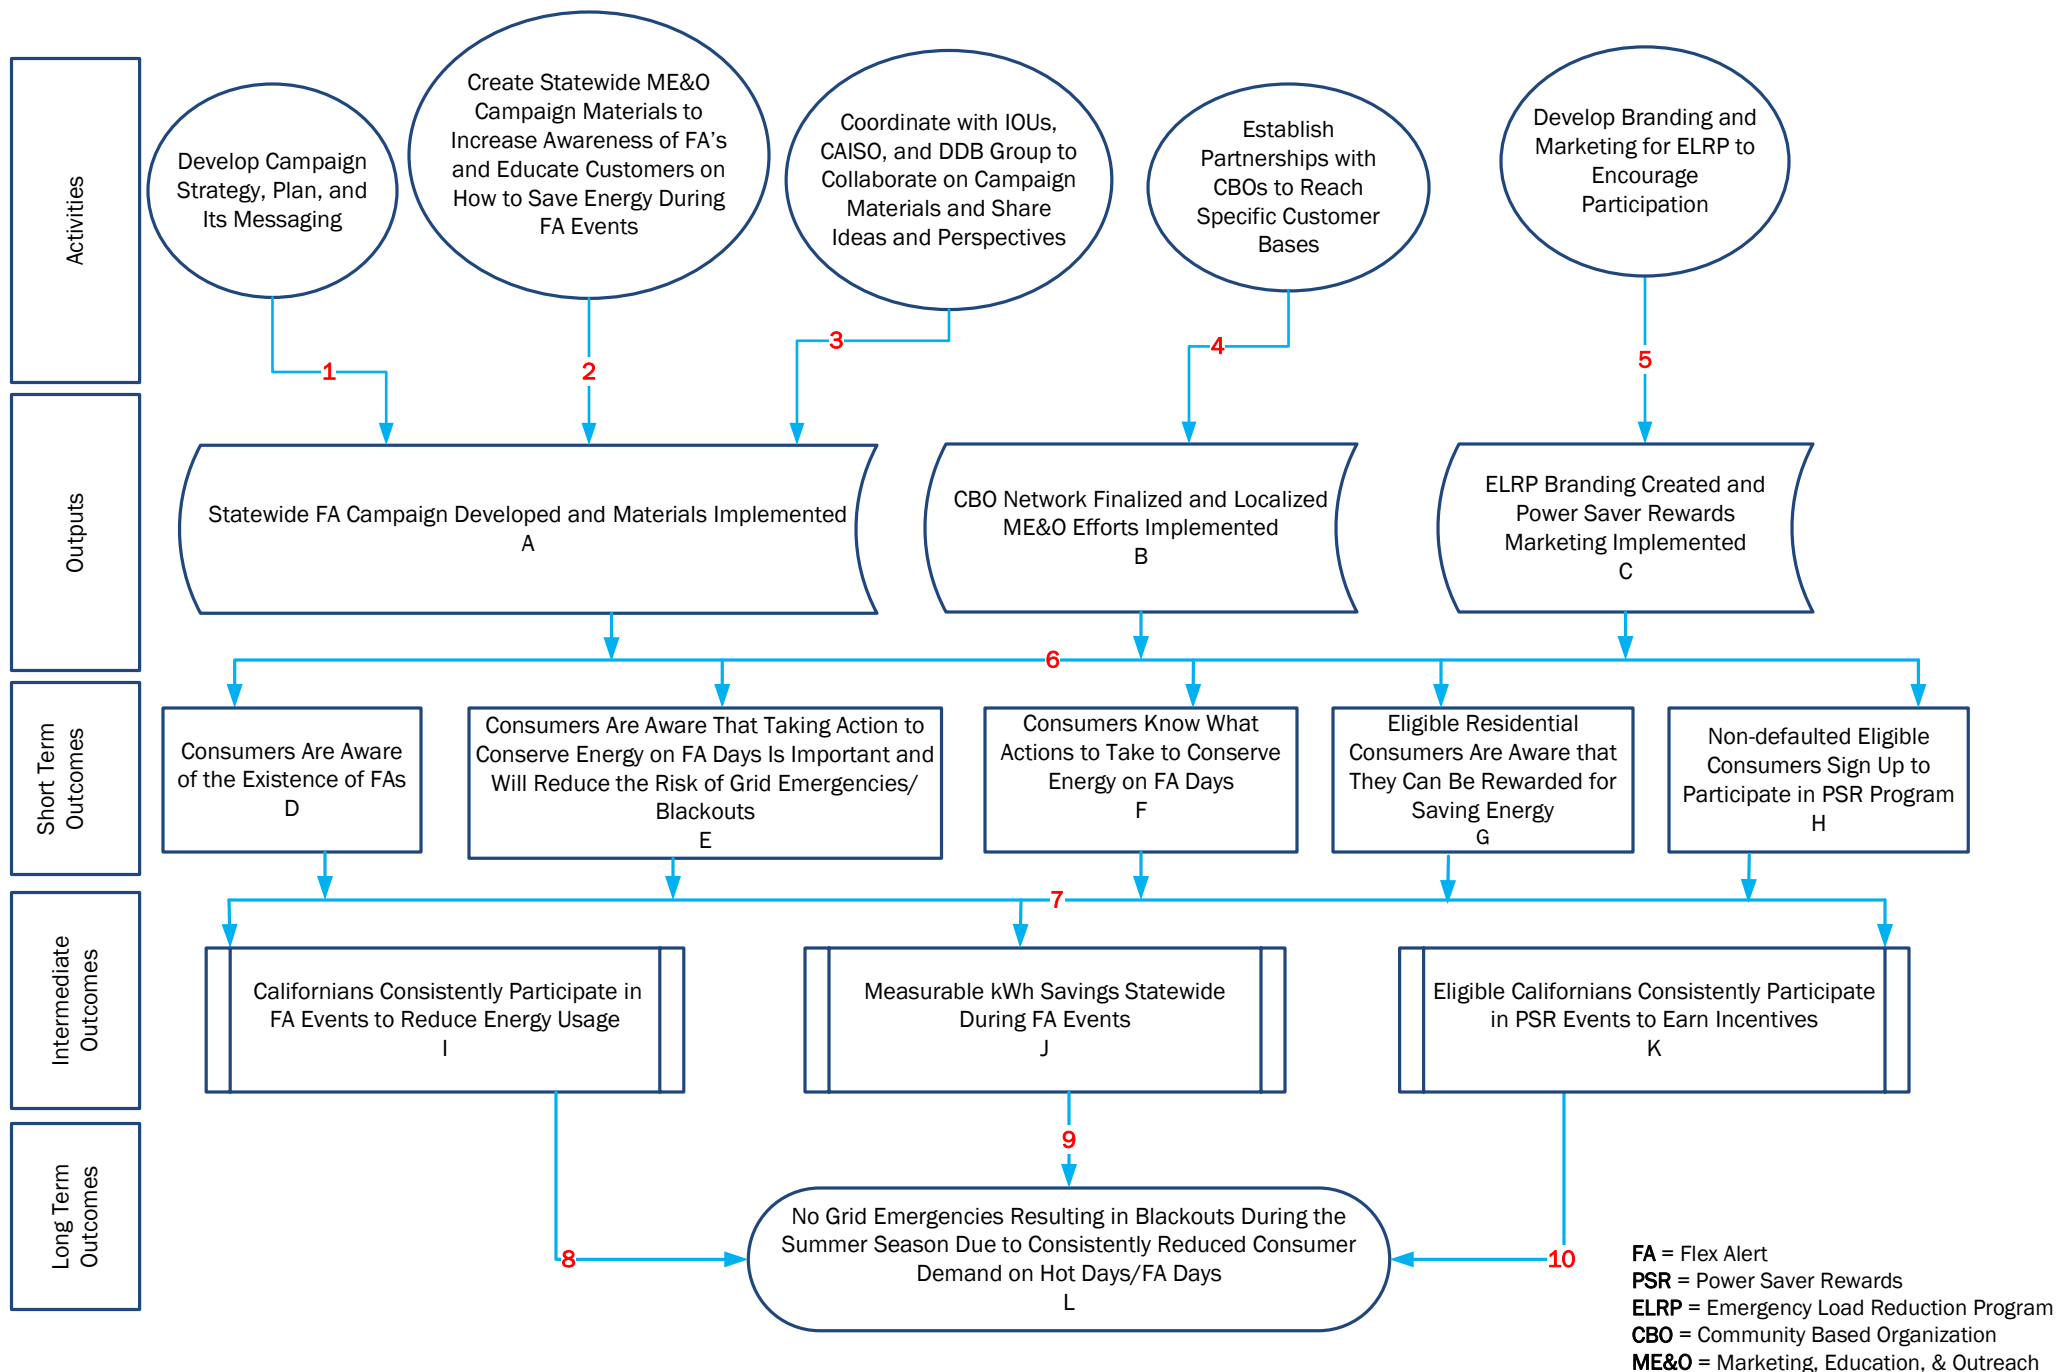 Activities
Develop Campaign
Strategy, Plan, and
Its Messaging
Create Statewide ME&O
Campaign Materials to
Increase Awareness of FA's
and Educate Customers on
How to Save Energy During
FA Events
Coordinate with IOUs,
CAISO, and DDB Group to
Collaborate on Campaign
Materials and Share
Ideas and Perspectives
Establish
Partnerships with
CBOs to Reach
Specific Customer
Bases
Develop Branding and
Marketing for ELRP to
Encourage
Participation
1
2
3
4
5
Outputs
Statewide FA Campaign Developed and Materials Implemented
A
CBO Network Finalized and Localized
ME&O Efforts Implemented
B
ELRP Branding Created and
Power Saver Rewards
Marketing Implemented
C
6
Short Term
Outcomes
Consumers Are Aware
of the Existence of FAs
D
Consumers Are Aware That Taking Action to
Conserve Energy on FA Days Is Important and
Will Reduce the Risk of Grid Emergencies/
Blackouts
E
Consumers Know What
Actions to Take to Conserve
Energy on FA Days
F
Eligible Residential
Consumers Are Aware that
They Can Be Rewarded for
Saving Energy
G
Non-defaulted Eligible
Consumers Sign Up to
Participate in PSR Program
H
7
Intermediate
Outcomes
Californians Consistently Participate in
FA Events to Reduce Energy Usage
I
Measurable kWh Savings Statewide
During FA Events
J
Eligible Californians Consistently Participate
in PSR Events to Earn Incentives
K
8
9
10
Long Term
Outcomes
No Grid Emergencies Resulting in Blackouts During the
Summer Season Due to Consistently Reduced Consumer
Demand on Hot Days/FA Days
L
FA = Flex Alert
PSR = Power Saver Rewards
ELRP = Emergency Load Reduction Program
CBO = Community Based Organization
ME&O = Marketing, Education, & Outreach